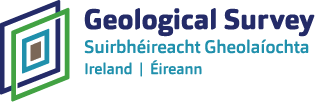 Geological Survey
Suirbhéireacht Gheolaíochta
Ireland | Éireann